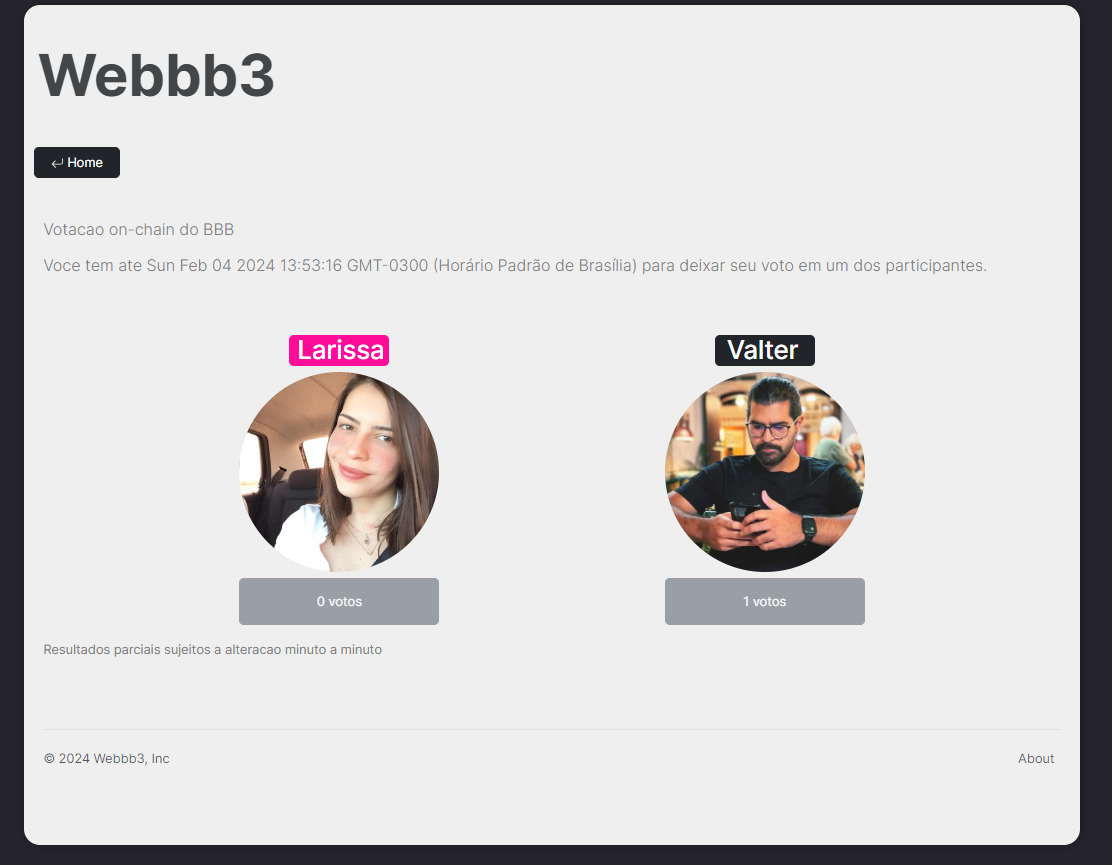 Webbb3
↵ Home
Votacao on-chain do BBB
Voce tem ate Sun Feb 04 2024 13:53:16 GMT-0300 (Horário Padrão de Brasília) para deixar seu voto em um dos participantes.
Larissa
Valter
0 votos
1 votos
Resultados parciais sujeitos a alteracao minuto a minuto
© 2024 Webbb3, Inc
About